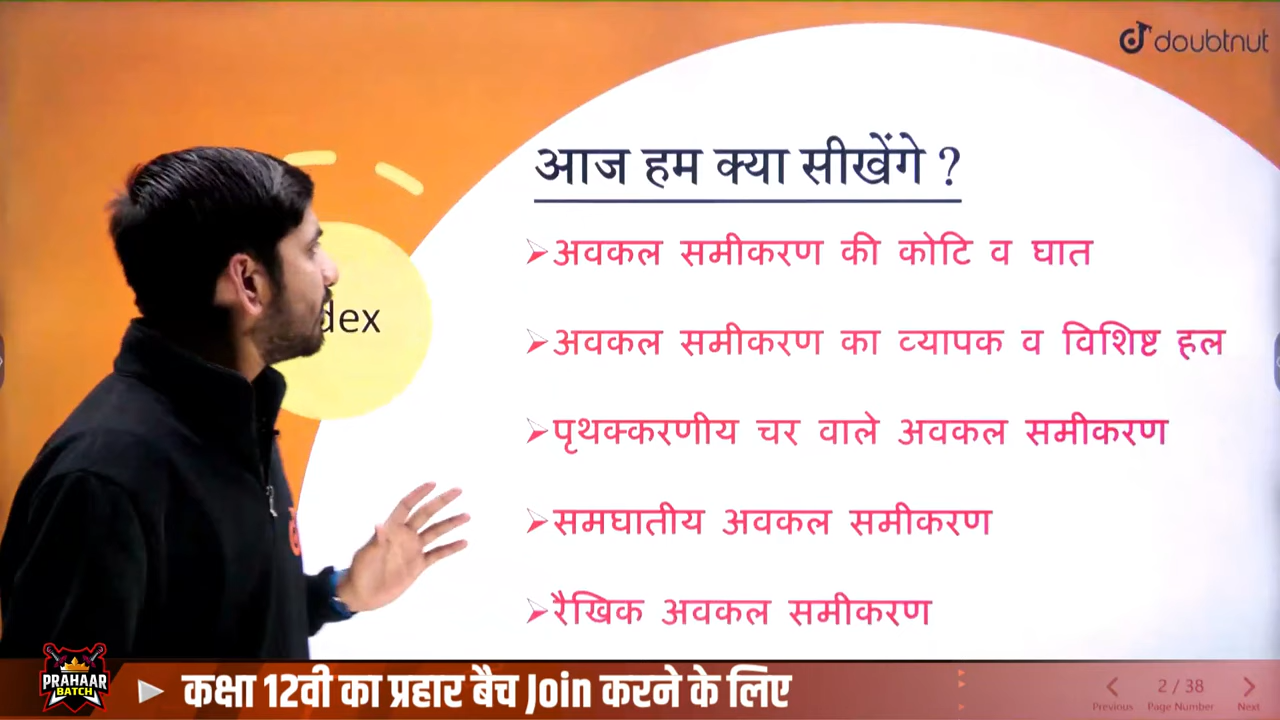 doubtnut
आज हम क्या सीखेंगे ?
अवकल समीकरण की कोटि व घात
dex
अवकल समीकरण का व्यापक व विशिष्ट हल
पृथक्करणीय चर वाले अवकल समीकरण
समघातीय अवकल समीकरण
रैखिक अवकल समीकरण
PRAHAAR
BATCH
कक्षा 12वी का प्रहार बैच Join करने के लिए
2 / 38
Previous Page Number Next